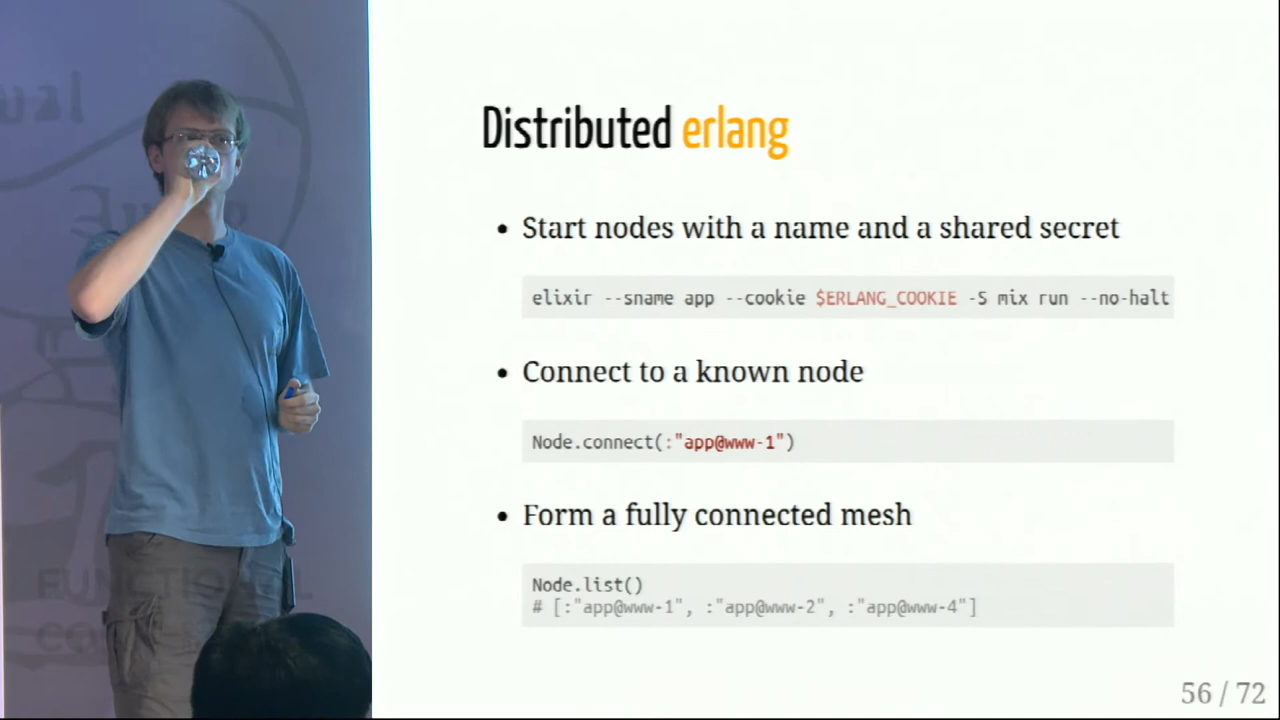 Distributed erlang
• Start nodes with a name and a shared secret
elixir --sname app --cookie $ERLANG_COOKIE -S mix run --no-halt
• Connect to a known node
Node.connect(:"app@www-1")
• Form a fully connected mesh
Node.list()
# [:"app@www-1", :"app@www-2", :"app@www-4"]
56 / 72